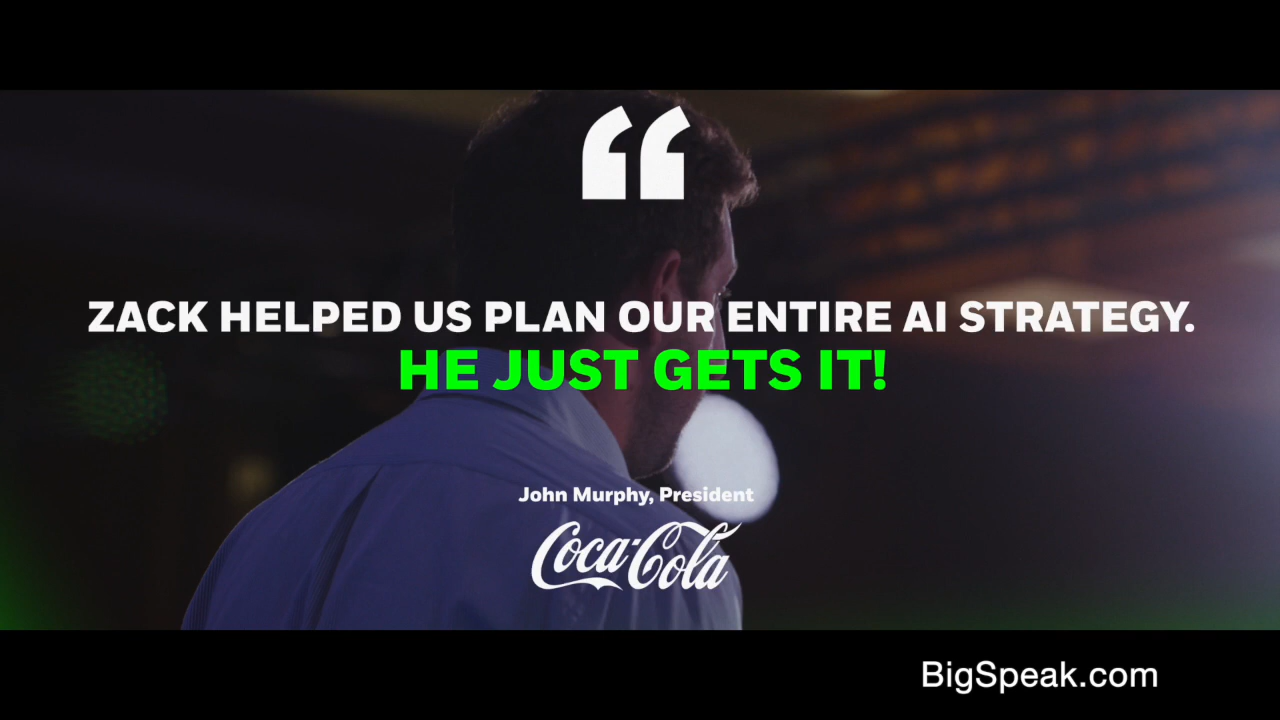 “
ZACK HELPED US PLAN OUR ENTIRE AI STRATEGY.
HE JUST GETS IT!
John Murphy, President
Coca-Cola
BigSpeak.com